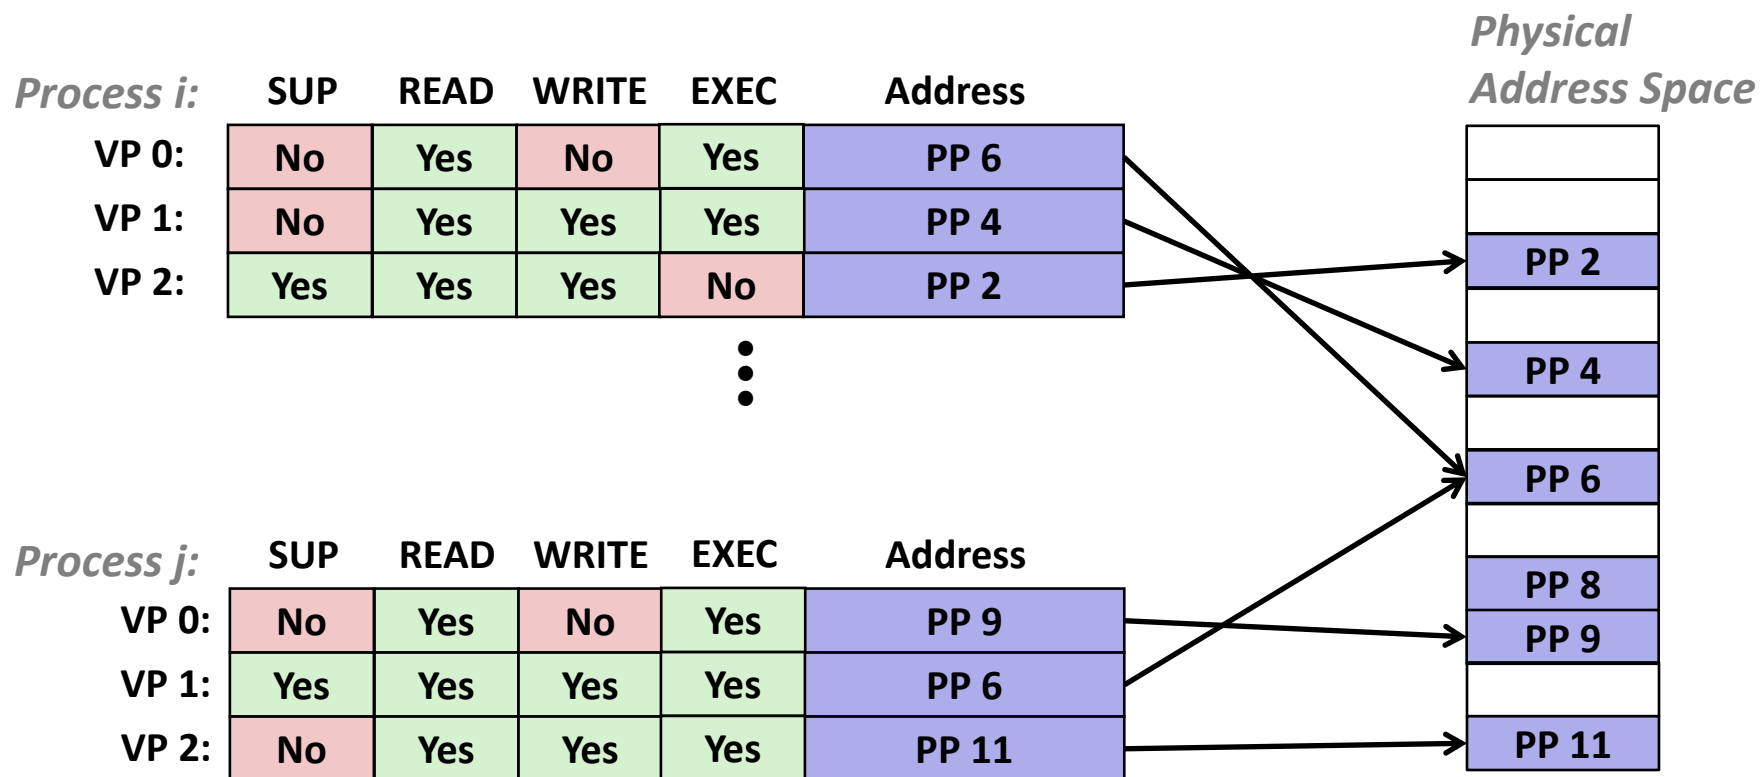 Physical
Address Space
Process i: SUP READ WRITE EXEC Address
VP 0: No Yes No Yes PP 6
VP 1: No Yes Yes Yes PP 4
VP 2: Yes Yes Yes No PP 2
Process j: SUP READ WRITE EXEC Address
VP 0: No Yes No Yes PP 9
VP 1: Yes Yes Yes Yes PP 6
VP 2: No Yes Yes Yes PP 11
PP 2
PP 4
PP 6
PP 8
PP 9
PP 11